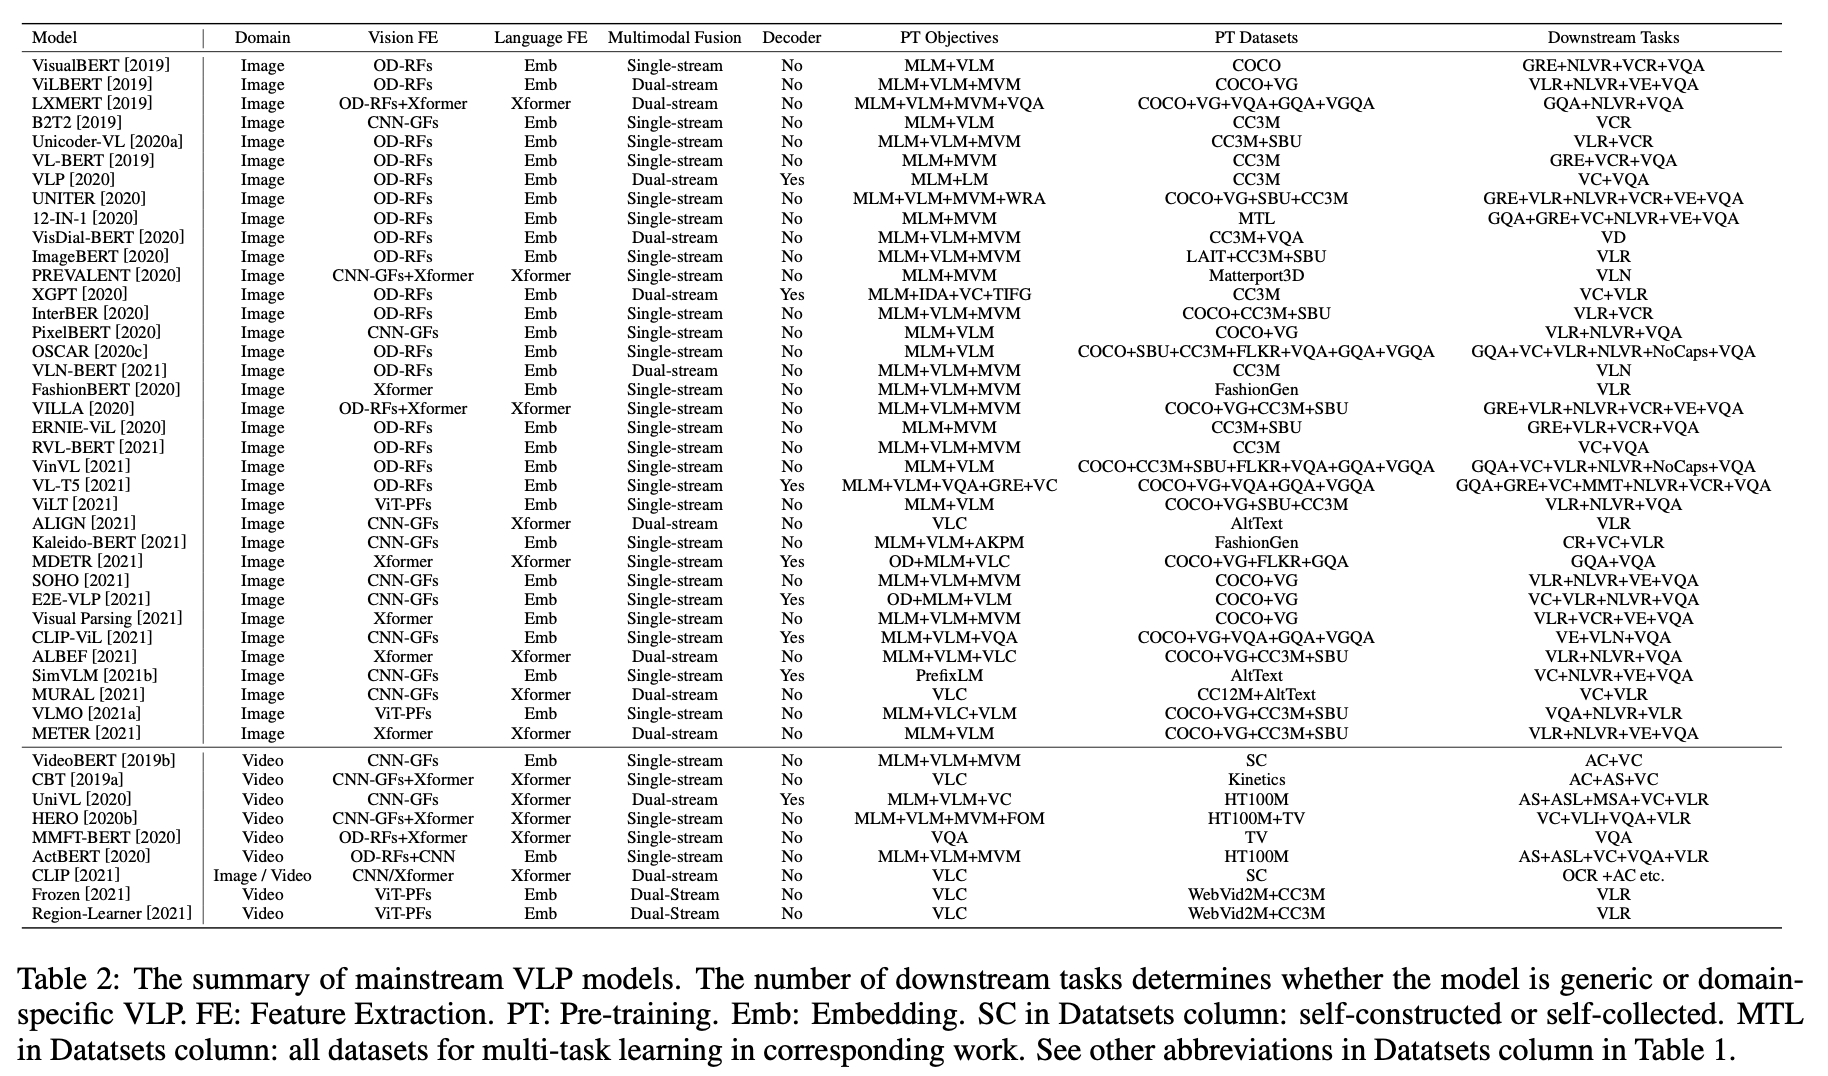 Model Domain Vision FE Language FE Multimodal Fusion Decoder PT Objectives PT Datasets Downstream Tasks
VisualBERT [2019] Image OD-RFs Emb Single-stream No MLM+VLM COCO GRE+NLVR+VCR+VQA
ViLBERT [2019] Image OD-RFs Emb Dual-stream No MLM+VLM+MVM COCO+VG VLR+NLVR+VE+VQA
LXMERT [2019] Image OD-RFs+Xformer Xformer Dual-stream No MLM+VLM+MVM+VQA COCO+VG+VQA+GQA+VGQA GQA+NLVR+VQA
B2T2 [2019] Image CNN-GFs Emb Single-stream No MLM+VLM CC3M VCR
Unicoder-VL [2020a] Image OD-RFs Emb Single-stream No MLM+VLM+MVM CC3M+SBU VLR+VCR
VL-BERT [2019] Image OD-RFs Emb Single-stream No MLM+MVM CC3M GRE+VCR+VQA
VLP [2020] Image OD-RFs Emb Dual-stream Yes MLM+LM CC3M VC+VQA
UNITER [2020] Image OD-RFs Emb Single-stream No MLM+VLM+MVM+WRA COCO+VG+SBU+CC3M GRE+VLR+NLVR+VCR+VE+VQA
12-IN-1 [2020] Image OD-RFs Emb Single-stream No MLM+MVM MTL GQA+GRE+VC+NLVR+VE+VQA
VisDial-BERT [2020] Image OD-RFs Emb Dual-stream No MLM+VLM+MVM CC3M+VQA VD
ImageBERT [2020] Image OD-RFs Emb Single-stream No MLM+VLM+MVM LAIT+CC3M+SBU VLR
PREVALENT [2020] Image CNN-GFs+Xformer Xformer Single-stream No MLM+MVM Matterport3D VLN
XGPT [2020] Image OD-RFs Emb Dual-stream Yes MLM+IDA+VC+TIFG CC3M VC+VLR
InterBER [2020] Image OD-RFs Emb Single-stream No MLM+VLM+MVM COCO+CC3M+SBU VLR+VCR
PixelBERT [2020] Image CNN-GFs Emb Single-stream No MLM+VLM COCO+VG VLR+NLVR+VQA
OSCAR [2020c] Image OD-RFs Emb Single-stream No MLM+VLM COCO+SBU+CC3M+FLKR+VQA+GQA+VGQA GQA+VC+VLR+NLVR+NoCaps+VQA
VLN-BERT [2021] Image OD-RFs Emb Dual-stream No MLM+VLM+MVM CC3M VLN
FashionBERT [2020] Image Xformer Emb Single-stream No MLM+VLM+MVM FashionGen VLR
VILLA [2020] Image OD-RFs+Xformer Xformer Single-stream No MLM+VLM+MVM COCO+VG+CC3M+SBU GRE+VLR+NLVR+VCR+VE+VQA
ERNIE-ViL [2020] Image OD-RFs Emb Single-stream No MLM+MVM CC3M+SBU GRE+VLR+VCR+VQA
RVL-BERT [2021] Image OD-RFs Emb Single-stream No MLM+VLM+MVM CC3M VC+VQA
VinVL [2021] Image OD-RFs Emb Single-stream No MLM+VLM COCO+CC3M+SBU+FLKR+VQA+GQA+VGQA GQA+VC+VLR+NLVR+NoCaps+VQA
VL-T5 [2021] Image OD-RFs Emb Single-stream Yes MLM+VLM+VQA+GRE+VC COCO+VG+VQA+GQA+VGQA GQA+GRE+VC+MMT+NLVR+VCR+VQA
ViLT [2021] Image ViT-PFs Emb Single-stream No MLM+VLM COCO+VG+SBU+CC3M VLR+NLVR+VQA
ALIGN [2021] Image CNN-GFs Xformer Dual-stream No VLC AltText VLR
Kaleido-BERT [2021] Image CNN-GFs Emb Single-stream No MLM+VLM+AKPM FashionGen CR+VC+VLR
MDETR [2021] Image Xformer Xformer Single-stream Yes OD+MLM+VLC COCO+VG+FLKR+GQA GQA+VQA
SOHO [2021] Image CNN-GFs Emb Single-stream No MLM+VLM+MVM COCO+VG VLR+NLVR+VE+VQA
E2E-VLP [2021] Image CNN-GFs Emb Single-stream Yes OD+MLM+VLM COCO+VG VC+VLR+NLVR+VQA
Visual Parsing [2021] Image Xformer Emb Single-stream No MLM+VLM+MVM COCO+VG VLR+VCR+VE+VQA
CLIP-ViL [2021] Image CNN-GFs Emb Single-stream Yes MLM+VLM+VQA COCO+VG+VQA+GQA+VGQA VE+VLN+VQA
ALBEF [2021] Image Xformer Xformer Dual-stream No MLM+VLM+VLC COCO+VG+CC3M+SBU VLR+NLVR+VQA
SimVLM [2021b] Image CNN-GFs Emb Single-stream Yes PrefixLM AltText VC+NLVR+VE+VQA
MURAL [2021] Image CNN-GFs Xformer Dual-stream No VLC CC12M+AltText VC+VLR
VLMO [2021a] Image ViT-PFs Emb Single-stream No MLM+VLC+VLM COCO+VG+CC3M+SBU VQA+NLVR+VLR
METER [2021] Image Xformer Xformer Dual-stream No MLM+VLM COCO+VG+CC3M+SBU VLR+NLVR+VE+VQA
VideoBERT [2019b] Video CNN-GFs Emb Single-stream No MLM+VLM+MVM SC AC+VC
CBT [2019a] Video CNN-GFs+Xformer Xformer Single-stream No VLC Kinetics AC+AS+VC
UniVL [2020] Video CNN-GFs Xformer Dual-stream Yes MLM+VLM+VC HT100M AS+ASL+MSA+VC+VLR
HERO [2020b] Video CNN-GFs+Xformer Xformer Single-stream No MLM+VLM+MVM+FOM HT100M+TV VC+VLI+VQA+VLR
MMFT-BERT [2020] Video OD-RFs+Xformer Xformer Single-stream No VQA TV VQA
ActBERT [2020] Video OD-RFs+CNN Emb Single-stream No MLM+VLM+MVM HT100M AS+ASL+VC+VQA+VLR
CLIP [2021] Image / Video CNN/Xformer Xformer Dual-stream No VLC SC OCR +AC etc.
Frozen [2021] Video ViT-PFs Emb Dual-Stream No VLC WebVid2M+CC3M VLR
Region-Learner [2021] Video ViT-PFs Emb Dual-Stream No VLC WebVid2M+CC3M VLR
Table 2: The summary of mainstream VLP models. The number of downstream tasks determines whether the model is generic or domain-
specific VLP. FE: Feature Extraction. PT: Pre-training. Emb: Embedding. SC in Datatsets column: self-constructed or self-collected. MTL
in Datatsets column: all datasets for multi-task learning in corresponding work. See other abbreviations in Datatsets column in Table 1.